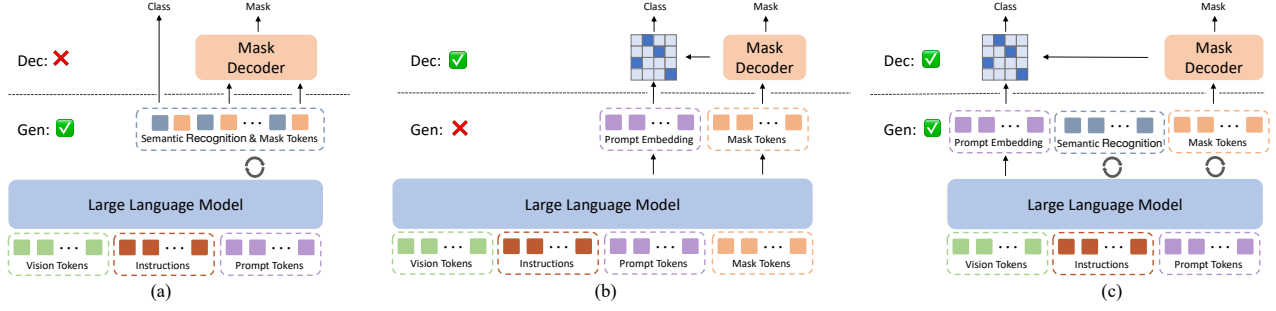 Class
Mask
Mask
Decoder
Dec:
Gen:
Semantic Recognition & Mask Tokens
Large Language Model
Vision Tokens
Instructions
Prompt Tokens
(a)
Class
Mask
Dec:
Mask
Decoder
Gen:
Prompt Embedding
Mask Tokens
Large Language Model
Vision Tokens
Instructions
Prompt Tokens
Mask Tokens
(b)
Class
Mask
Dec:
Mask
Decoder
Gen:
Prompt Embedding
Semantic Recognition
Mask Tokens
Large Language Model
Vision Tokens
Instructions
Prompt Tokens
(c)